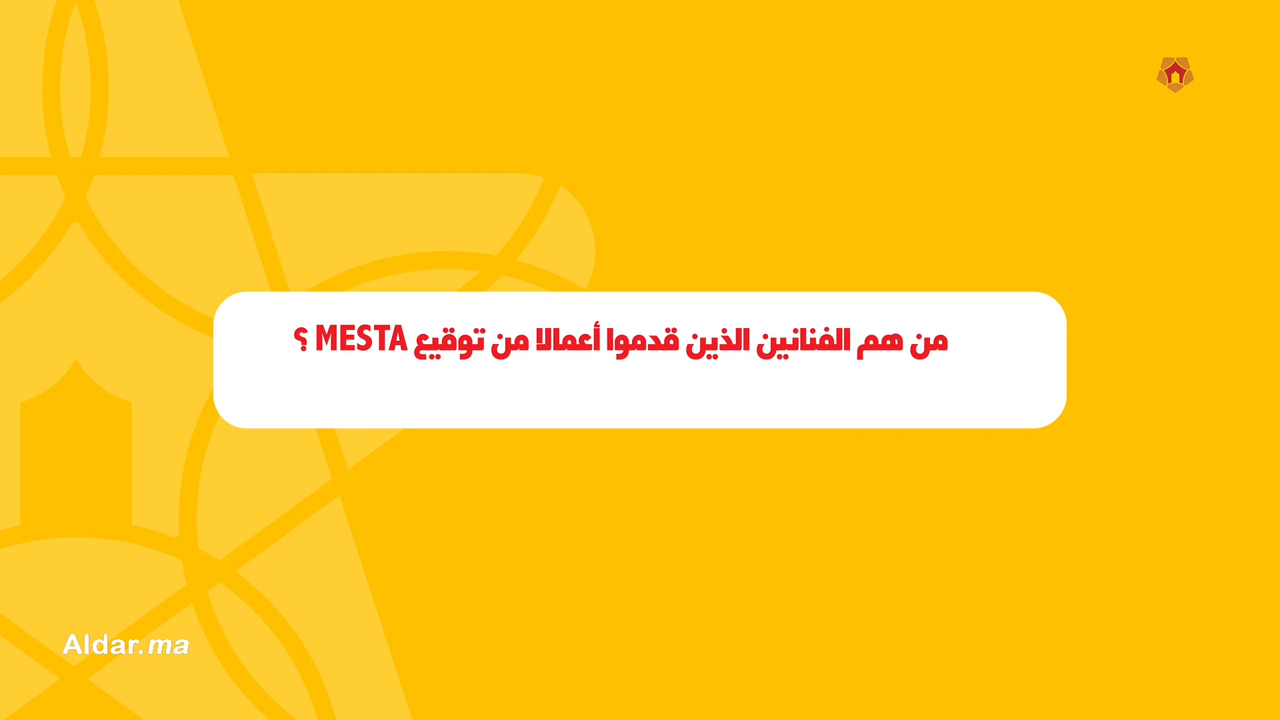 من هم الفنانين الذين قدموا أعمالا من توقيع MESTA ؟
Aldar.ma